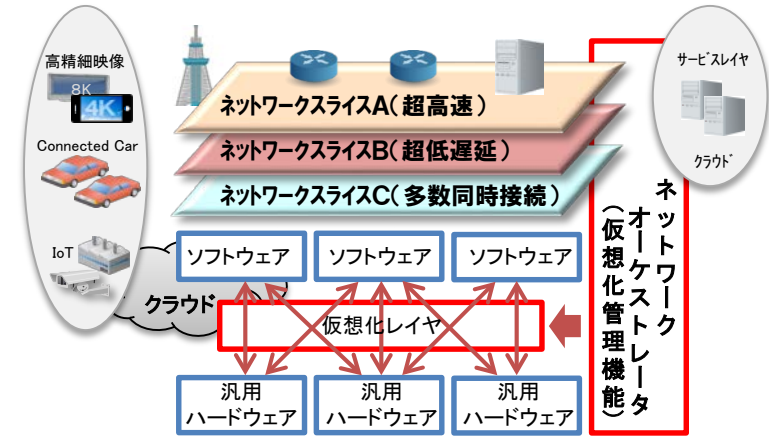 高精細映像
8K
4K
Connected Car
IoT
クラウド
ネットワークスライスA(超高速)
ネットワークスライスB(超低遅延)
ネットワークスライスC(多数同時接続)
ソフトウェア
ソフトウェア
ソフトウェア
仮想化レイヤ
汎用
ハードウェア
汎用
ハードウェア
汎用
ハードウェア
サービスレイヤ
クラウド
ネットワーク
オーケストレータ
(仮想化管理機能)